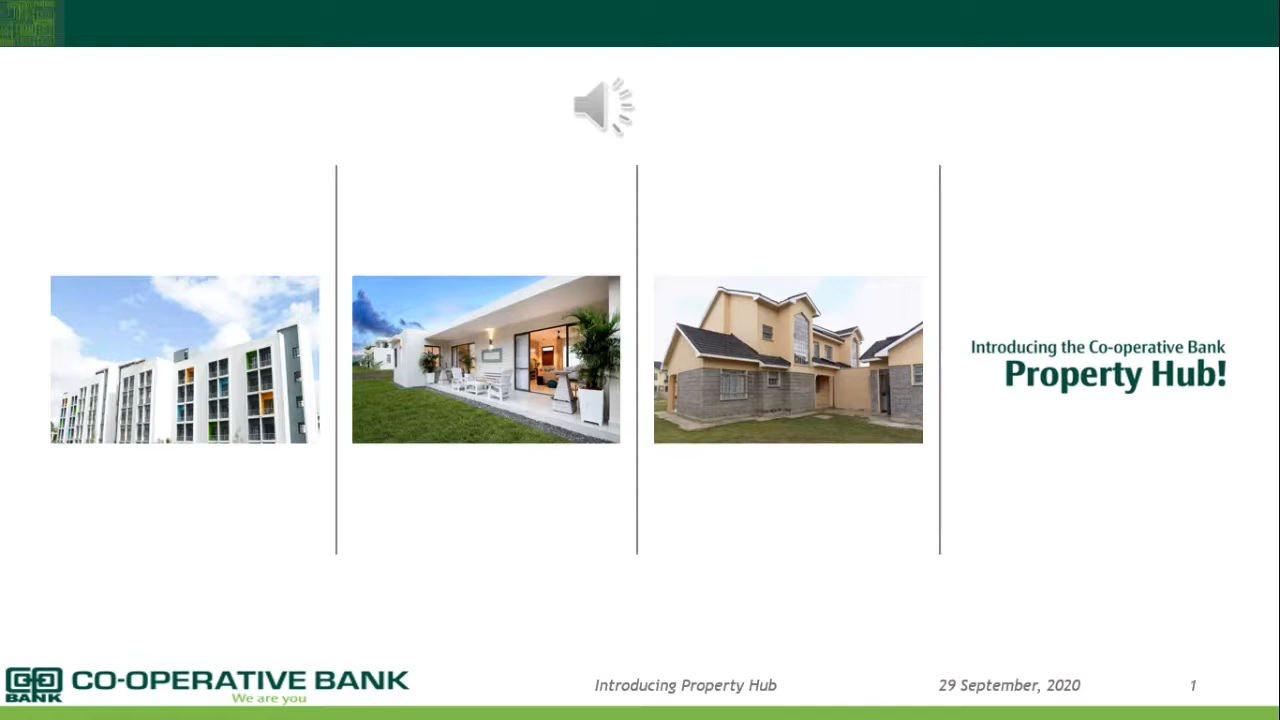 Introducing the Co-operative Bank
Property Hub!
CO-OPERATIVE BANK
BANK
We are you
Introducing Property Hub
29 September, 2020
1